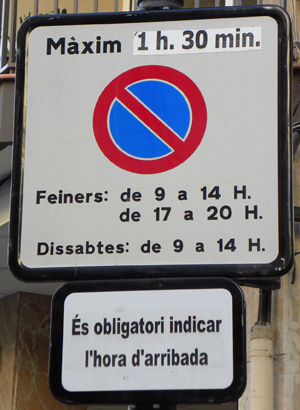 Màxim 1 h. 30 min.
Feiners: de 9 a 14 H.
de 17 a 20 H.
Dissabtes: de 9 a 14 H.
És obligatori indicar
l'hora d'arribada